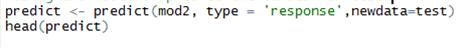 predict <- predict(mod2, type = 'response',newdata=test)
head(predict)